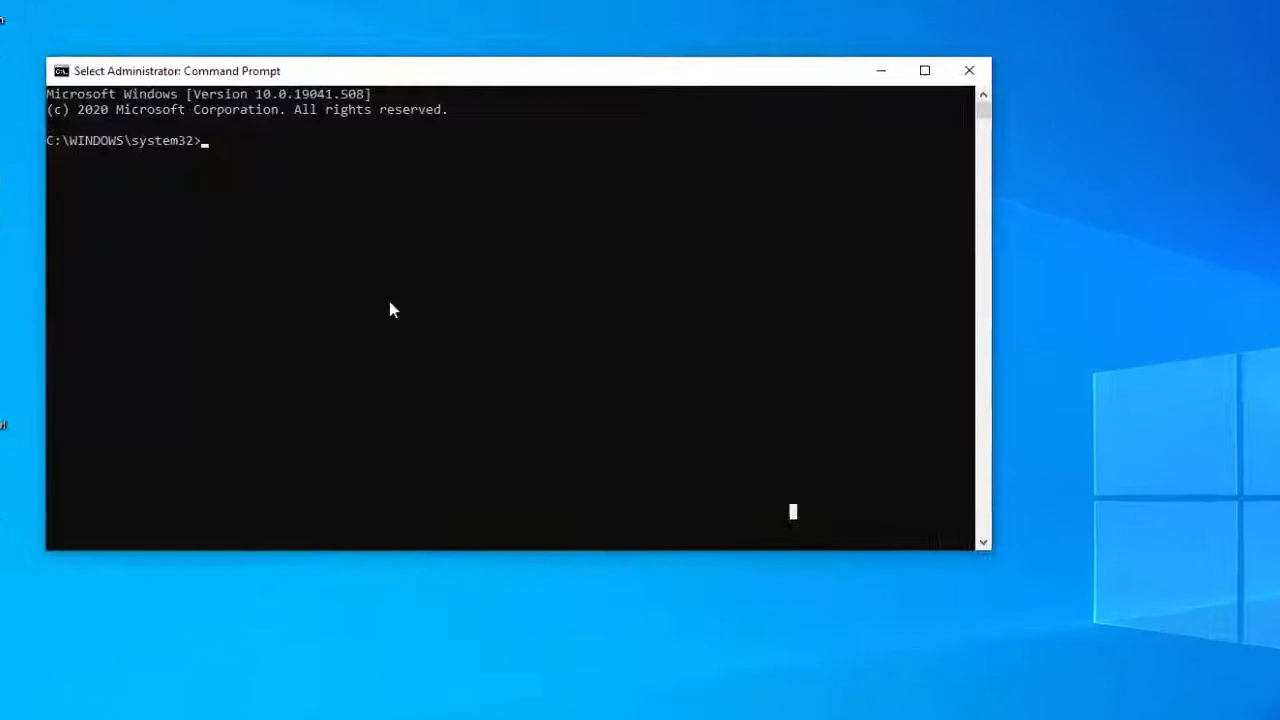 Select Administrator: Command Prompt
Microsoft Windows [Version 10.0.19041.508]
(c) 2020 Microsoft Corporation. All rights reserved.
C:\WINDOWS\system32>